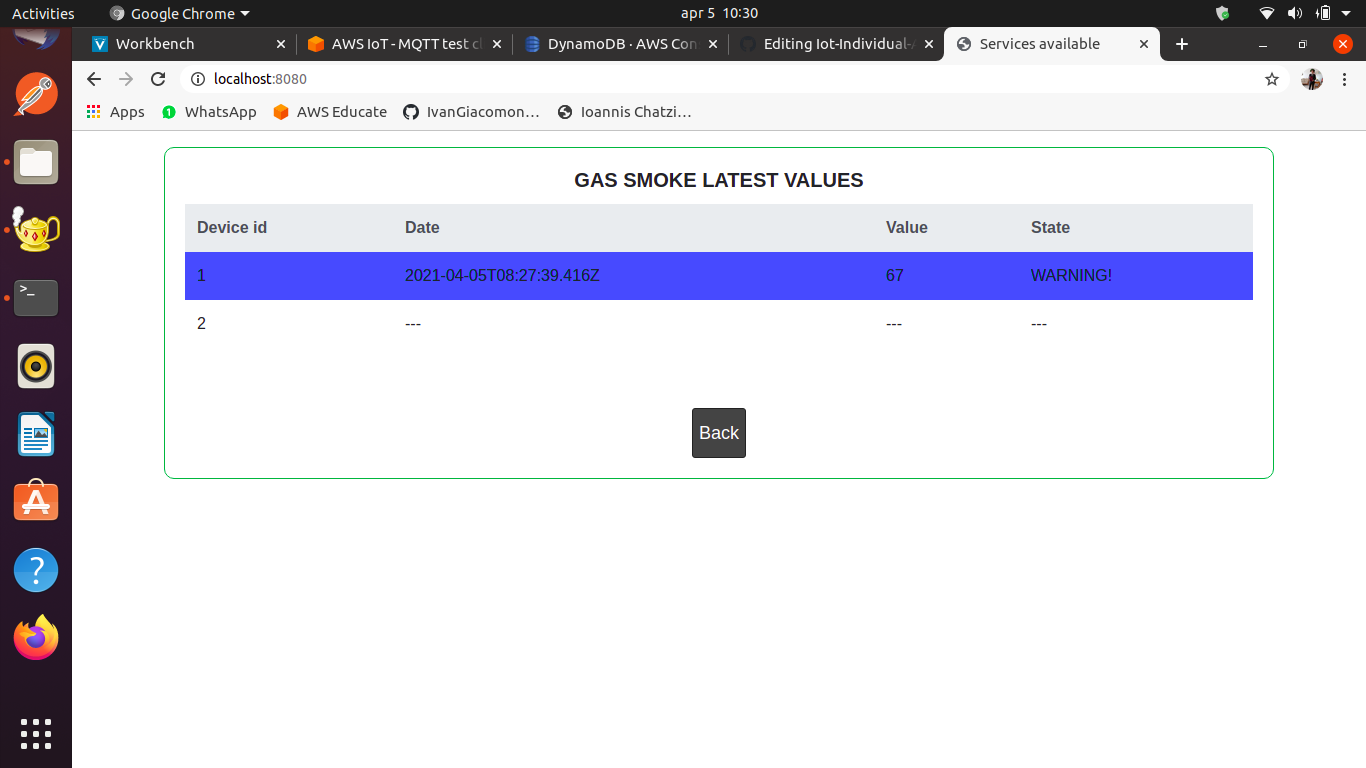 Activities Google Chrome apr 5 10:30
Workbench AWS IoT - MQTT test cl DynamoDB · AWS Con Editing Iot-Individual- Services available
localhost:8080
Apps WhatsApp AWS Educate IvanGiacomon… Ioannis Chatzi…
GAS SMOKE LATEST VALUES
Device id Date Value State
1 2021-04-05T08:27:39.416Z 67 WARNING!
2 --- --- ---
Back